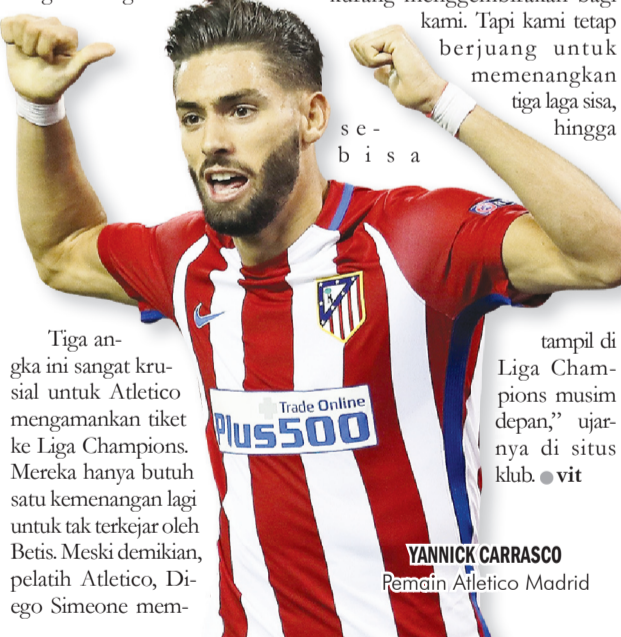 Tiga an-
gka ini sangat kru-
sial untuk Atletico
mengamankan tiket
ke Liga Champions.
Mereka hanya butuh
satu kemenangan lagi
untuk tak terkejar oleh
Betis. Meski demikian,
pelatih Atletico, Di-
ego Simeone mem-
kurang menggembirakan bagi
kami. Tapi kami tetap
berjuang untuk
memenangkan
tiga laga sisa,
hingga
se-
bisa
tampil di
Liga Cham-
pions musim
depan,” ujar-
nya di situs
klub. ● vit
Trade Online
Plus500
YANNICK CARRASCO
Pemain Atletico Madrid